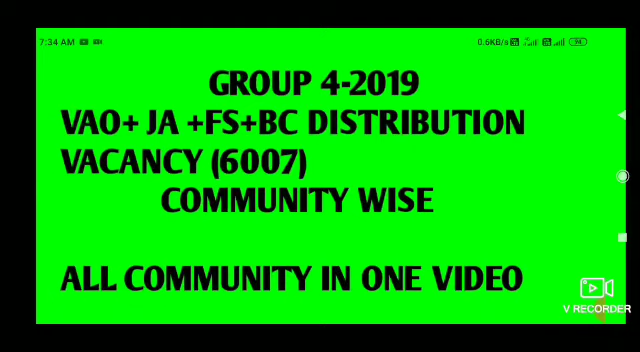 7:34 AM
0.6KB/s 94
GROUP 4-2019
VAO+ JA +FS+BC DISTRIBUTION
VACANCY (6007)
COMMUNITY WISE
ALL COMMUNITY IN ONE VIDEO
V RECORDER